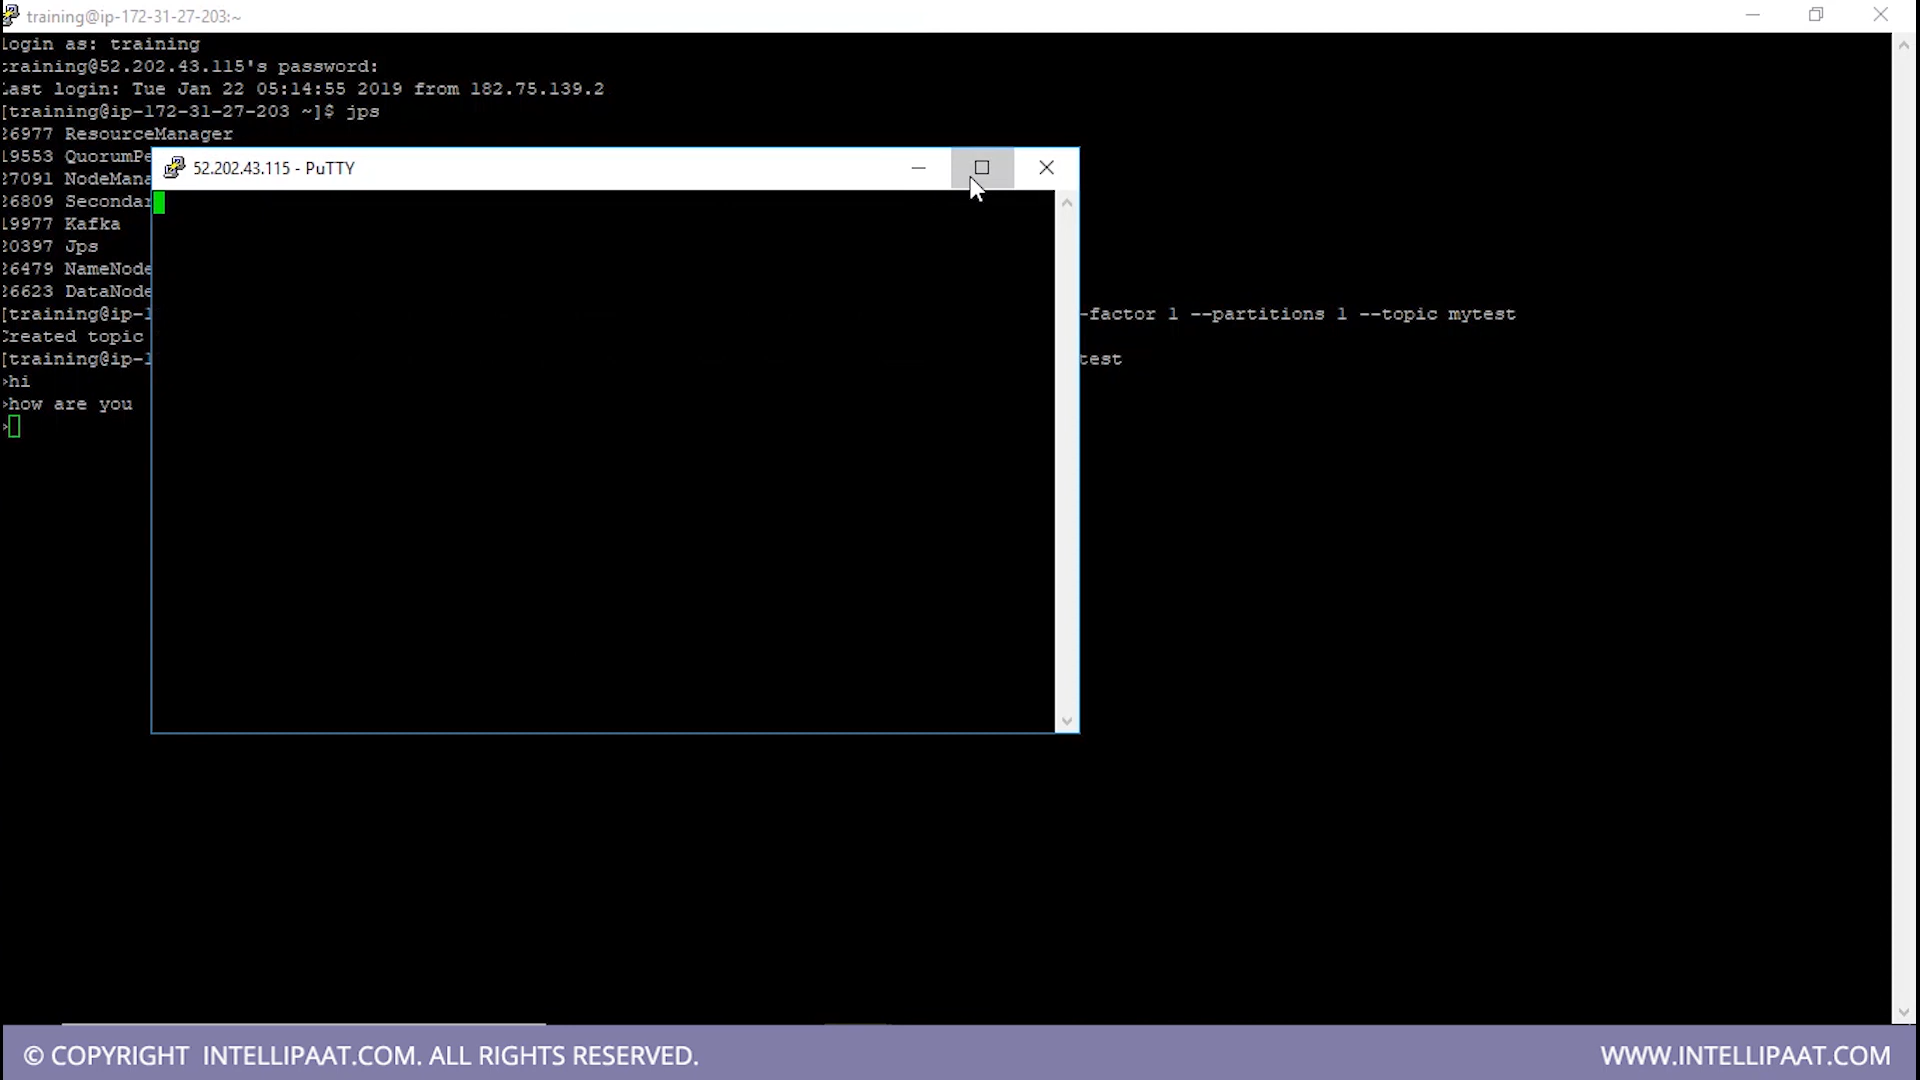 training@ip-172-31-27-203:~
login as: training
training@52.202.43.115's password:
Last login: Tue Jan 22 05:14:55 2019 from 182.75.139.2
[training@ip-172-31-27-203 ~]$ jps
26977 ResourceManager
19553 QuorumPe
52.202.43.115 - PuTTY
27091 NodeMana
26809 Secondar
19977 Kafka
20397 Jps
26479 NameNode
26623 DataNode
[training@ip-1 -factor 1 --partitions 1 --topic mytest
Created topic
[training@ip-1 test
>hi
>how are you
>
© COPYRIGHT INTELLIPAAT.COM. ALL RIGHTS RESERVED.
WWW.INTELLIPAAT.COM